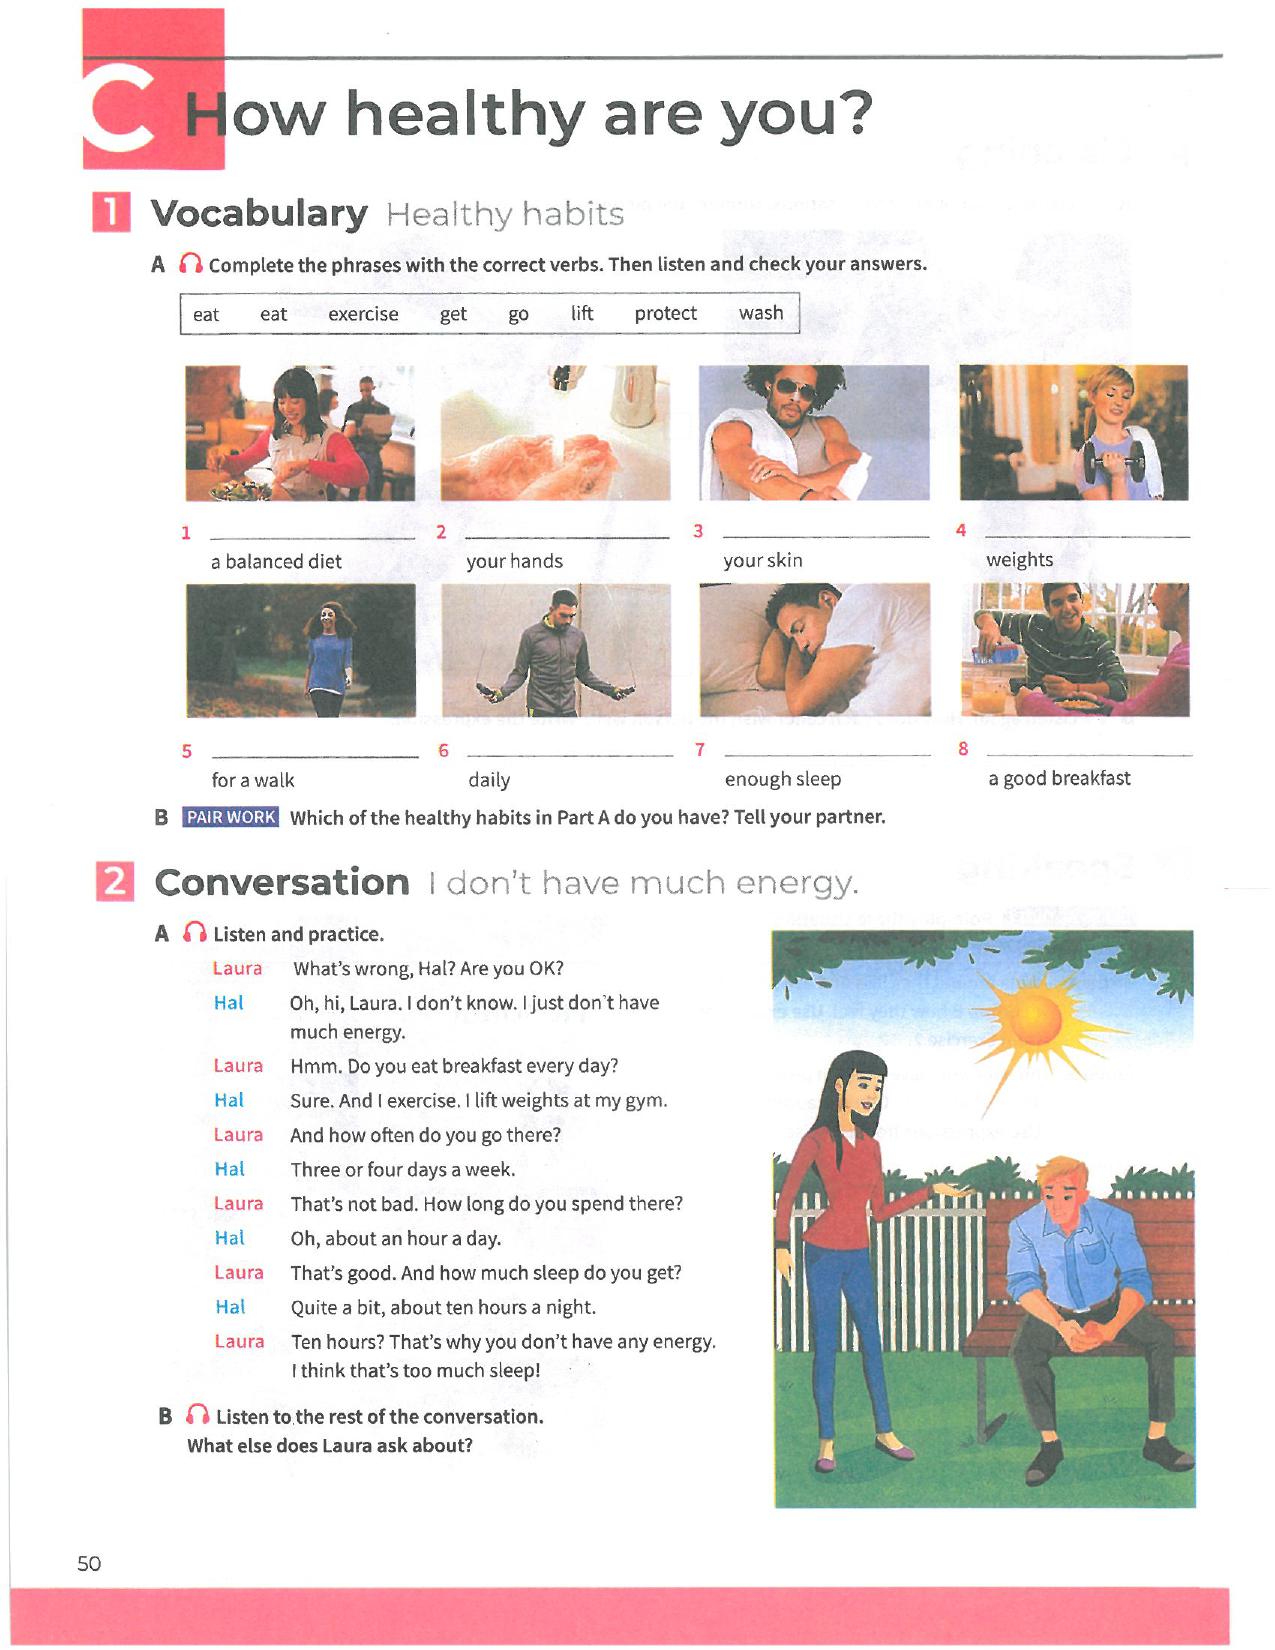 C How healthy are you?
1 Vocabulary Healthy habits
A Complete the phrases with the correct verbs. Then listen and check your answers.
eat eat exercise get go lift protect wash
1 ____________ 2 ____________ 3 ____________ 4 ____________
a balanced diet your hands your skin weights
5 ____________ 6 ____________ 7 ____________ 8 ____________
for a walk daily enough sleep a good breakfast
B PAIR WORK Which of the healthy habits in Part A do you have? Tell your partner.
2 Conversation I don't have much energy.
A Listen and practice.
Laura What's wrong, Hal? Are you OK?
Hal Oh, hi, Laura. I don't know. I just don't have
much energy.
Laura Hmm. Do you eat breakfast every day?
Hal Sure. And I exercise. I lift weights at my gym.
Laura And how often do you go there?
Hal Three or four days a week.
Laura That's not bad. How long do you spend there?
Hal Oh, about an hour a day.
Laura That's good. And how much sleep do you get?
Hal Quite a bit, about ten hours a night.
Laura Ten hours? That's why you don't have any energy.
I think that's too much sleep!
B Listen to the rest of the conversation.
What else does Laura ask about?
50